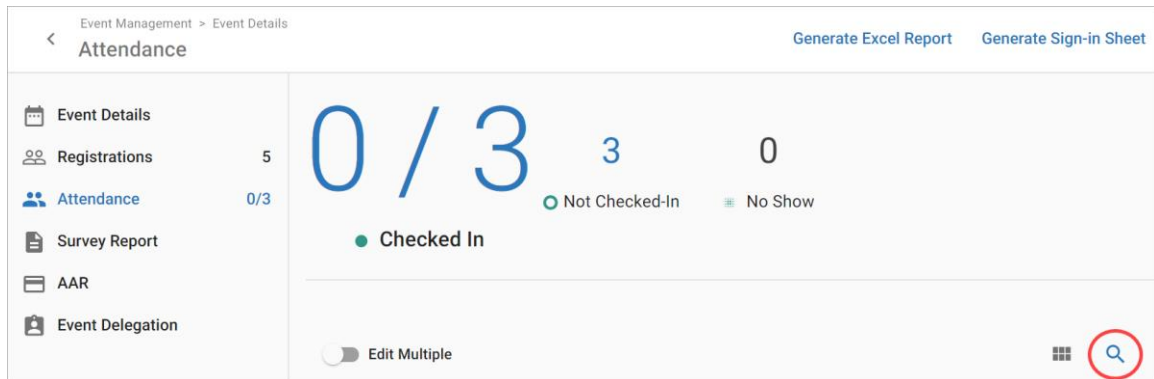 Event Management > Event Details
Attendance
Generate Excel Report
Generate Sign-in Sheet
Event Details
Registrations 5
Attendance 0/3
Survey Report
AAR
Event Delegation
0 / 3
Checked In
3
Not Checked-In
0
No Show
Edit Multiple